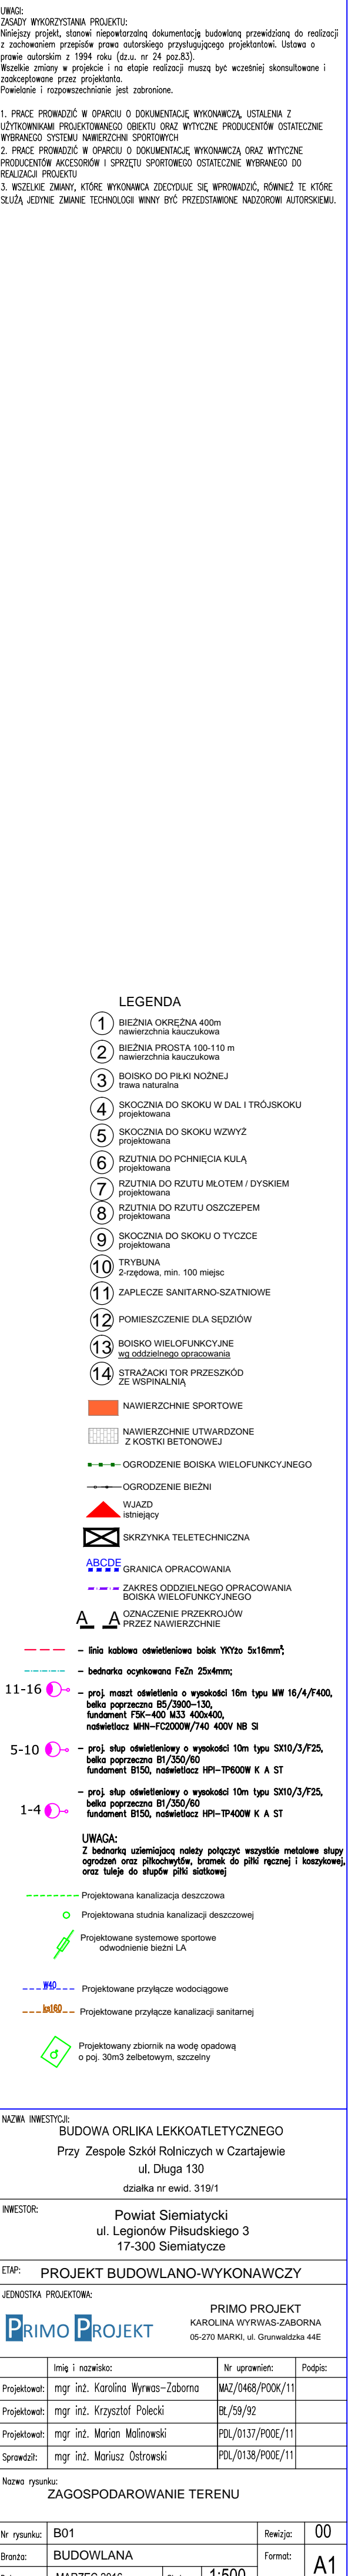 UWAGI:
ZASADY WYKORZYSTANIA PROJEKTU:
Niniejszy projekt, stanowi niepowtarzalną dokumentację budowlaną przewidzianą do realizacji
z zachowaniem przepisów prawa autorskiego przysługującego projektantowi. Ustawa o
prawie autorskim z 1994 roku (dz.u. nr 24 poz.83).
Wszelkie zmiany w projekcie i na etapie realizacji muszą być wcześniej skonsultowane i
zaakceptowane przez projektanta.
Powielanie i rozpowszechnianie jest zabronione.
1. PRACE PROWADZIĆ W OPARCIU O DOKUMENTACJĘ WYKONAWCZĄ, USTALENIA Z
UŻYTKOWNIKAMI PROJEKTOWANEGO OBIEKTU ORAZ WYTYCZNE PRODUCENTÓW OSTATECZNIE
WYBRANEGO SYSTEMU NAWIERZCHNI SPORTOWYCH
2. PRACE PROWADZIĆ W OPARCIU O DOKUMENTACJĘ WYKONAWCZĄ ORAZ WYTYCZNE
PRODUCENTÓW AKCESORIÓW I SPRZĘTU SPORTOWEGO OSTATECZNIE WYBRANEGO DO
REALIZACJI PROJEKTU
3. WSZELKIE ZMIANY, KTÓRE WYKONAWCA ZDECYDUJE SIĘ WPROWADZIĆ, RÓWNIEŻ TE KTÓRE
SŁUŻĄ JEDYNIE ZMIANIE TECHNOLOGII WINNY BYĆ PRZEDSTAWIONE NADZOROWI AUTORSKIEMU.
LEGENDA
1 BIEŻNIA OKRĘŻNA 400m
nawierzchnia kauczukowa
2 BIEŻNIA PROSTA 100-110 m
nawierzchnia kauczukowa
3 BOISKO DO PIŁKI NOŻNEJ
trawa naturalna
4 SKOCZNIA DO SKOKU W DAL I TRÓJSKOKU
projektowana
5 SKOCZNIA DO SKOKU WZWYŻ
projektowana
6 RZUTNIA DO PCHNIĘCIA KULĄ
projektowana
7 RZUTNIA DO RZUTU MŁOTEM / DYSKIEM
projektowana
8 RZUTNIA DO RZUTU OSZCZEPEM
projektowana
9 SKOCZNIA DO SKOKU O TYCZCE
projektowana
10 TRYBUNA
2-rzędowa, min. 100 miejsc
11 ZAPLECZE SANITARNO-SZATNIOWE
12 POMIESZCZENIE DLA SĘDZIÓW
13 BOISKO WIELOFUNKCYJNE
wg oddzielnego opracowania
14 STRAŻACKI TOR PRZESZKÓD
ZE WSPINALNIĄ
NAWIERZCHNIE SPORTOWE
NAWIERZCHNIE UTWARDZONE
Z KOSTKI BETONOWEJ
OGRODZENIE BOISKA WIELOFUNKCYJNEGO
OGRODZENIE BIEŻNI
WJAZD
istniejący
SKRZYNKA TELETECHNICZNA
ABCDE GRANICA OPRACOWANIA
ZAKRES ODDZIELNEGO OPRACOWANIA
BOISKA WIELOFUNKCYJNEGO
A A OZNACZENIE PRZEKROJÓW
PRZEZ NAWIERZCHNIE
- linia kablowa oświetleniowa boisk YKYżo 5x16mm²;
- bednarka ocynkowana FeZn 25x4mm;
11-16 - proj. maszt oświetlenia o wysokości 16m typu MW 16/4/F400,
belka poprzeczna B5/3900-130,
fundament F5K-400 M33 400x400,
naświetlacz MHN-FC2000W/740 400V NB SI
5-10 - proj. słup oświetleniowy o wysokości 10m typu SX10/3/F25,
belka poprzeczna B1/350/60
fundament B150, naświetlacz HPI-TP600W K A ST
- proj. słup oświetleniowy o wysokości 10m typu SX10/3/F25,
belka poprzeczna B1/350/60
1-4 fundament B150, naświetlacz HPI-TP400W K A ST
UWAGA:
Z bednarką uziemiającą należy połączyć wszystkie metalowe słupy
ogrodzeń oraz piłkochwytów, bramek do piłki ręcznej i koszykowej,
oraz tuleje do słupów piłki siatkowej
Projektowana kanalizacja deszczowa
Projektowana studnia kanalizacji deszczowej
Projektowane systemowe sportowe
odwodnienie bieżni LA
W40 Projektowane przyłącze wodociągowe
ks160 Projektowane przyłącze kanalizacji sanitarnej
Projektowany zbiornik na wodę opadową
o poj. 30m3 żelbetowym, szczelny
NAZWA INWESTYCJI:
BUDOWA ORLIKA LEKKOATLETYCZNEGO
Przy Zespole Szkół Rolniczych w Czartajewie
ul. Długa 130
działka nr ewid. 319/1
INWESTOR:
Powiat Siemiatycki
ul. Legionów Piłsudskiego 3
17-300 Siemiatycze
ETAP: PROJEKT BUDOWLANO-WYKONAWCZY
JEDNOSTKA PROJEKTOWA:
PRIMO PROJEKT
PRIMO PROJEKT
KAROLINA WYRWAS-ZABORNA
05-270 MARKI, ul. Grunwaldzka 44E
Imię i nazwisko: Nr uprawnień: Podpis:
Projektował: mgr inż. Karolina Wyrwas-Zaborna MAZ/0468/POOK/11
Projektował: mgr inż. Krzysztof Polecki Bł./59/92
Projektował: mgr inż. Marian Malinowski PDL/0137/POOE/11
Sprawdził: mgr inż. Mariusz Ostrowski PDL/0138/POOE/11
Nazwa rysunku:
ZAGOSPODAROWANIE TERENU
Nr rysunku: B01 Rewizja: 00
Branża: BUDOWLANA Format: A1
MARZEC 2016 1:500